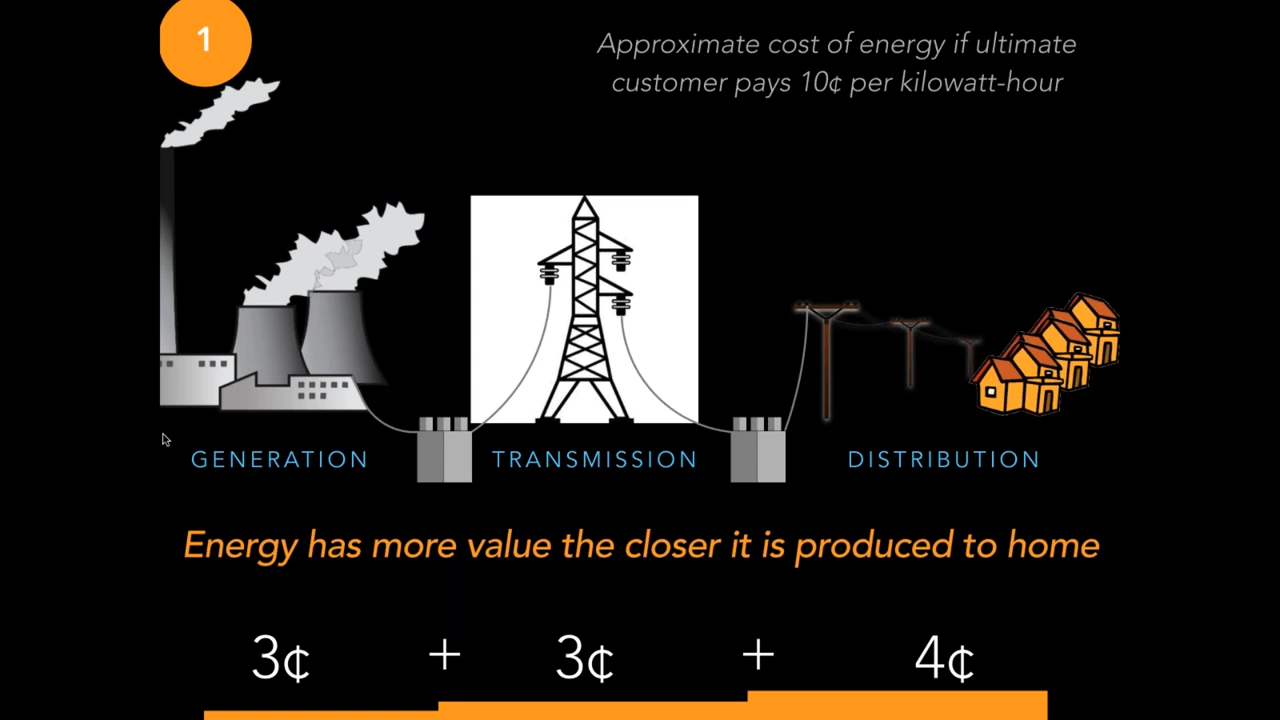 1
Approximate cost of energy if ultimate
customer pays 10¢ per kilowatt-hour
GENERATION
TRANSMISSION
DISTRIBUTION
Energy has more value the closer it is produced to home
3¢ + 3¢ + 4¢